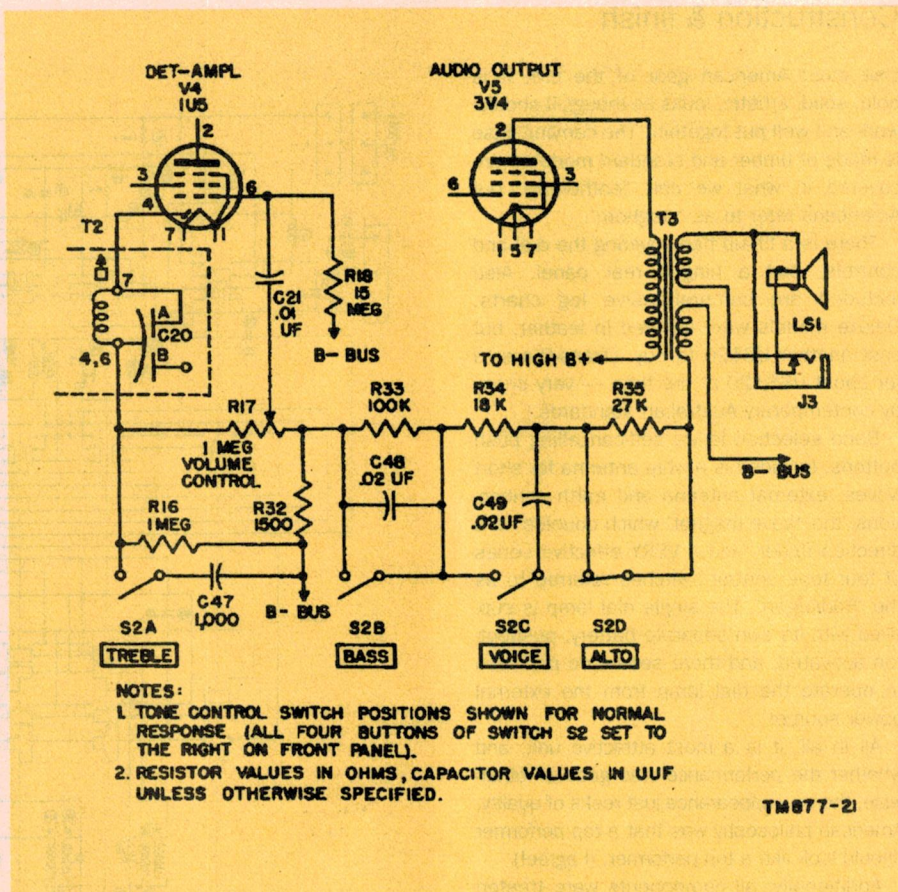 DET-AMPL
V4
1U5
2
3
4
6
7
1
T2
7
A
C20
B
4,6
C21
.01
UF
R18
15
MEG
B- BUS
AUDIO OUTPUT
V5
3V4
2
6
3
1 5 7
T3
LS1
J3
TO HIGH B+
B- BUS
R17
1 MEG
VOLUME
CONTROL
R33
100K
R34
18 K
R35
27 K
C48
.02 UF
R16
1 MEG
R32
1500
C49
.02UF
C47
1,000
B- BUS
S2A
TREBLE
S2B
BASS
S2C
VOICE
S2D
ALTO
NOTES:
1. TONE CONTROL SWITCH POSITIONS SHOWN FOR NORMAL
RESPONSE (ALL FOUR BUTTONS OF SWITCH S2 SET TO
THE RIGHT ON FRONT PANEL).
2. RESISTOR VALUES IN OHMS, CAPACITOR VALUES IN UUF
UNLESS OTHERWISE SPECIFIED.
TM877-21